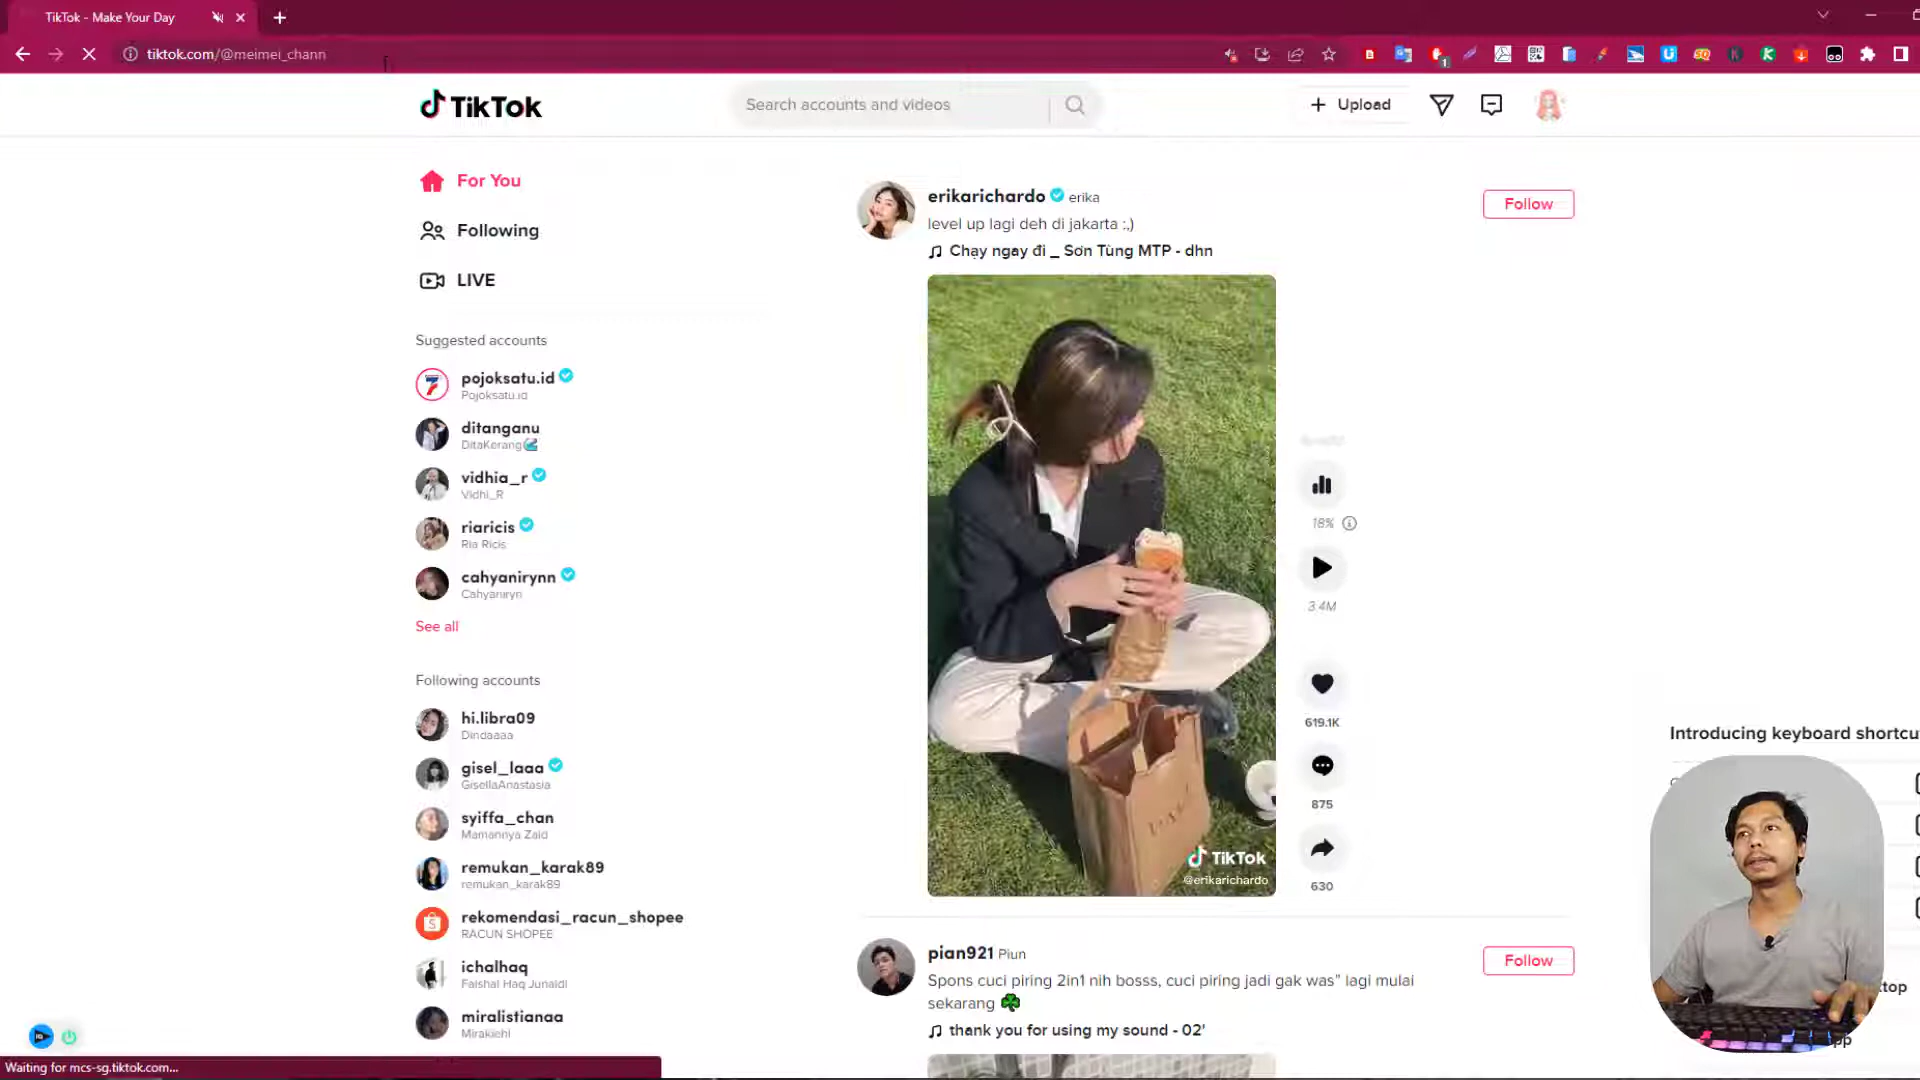 TikTok - Make Your Day
tiktok.com/@meimei_chann
TikTok
Search accounts and videos
Upload
For You
Following
LIVE
Suggested accounts
pojoksatu.id
Pojoksatu.id
ditanganu
DitaKerang
vidhia_r
Vidhi_R
riaricis
Ria Ricis
cahyanirynn
Cahyaniryn
See all
Following accounts
hi.libra09
Dindaaaa
gisel_laaa
GisellaAnastasia
syiffa_chan
Mamannya Zaid
remukan_karak89
remukan_karak89
rekomendasi_racun_shopee
RACUN SHOPEE
ichalhaq
Faishal Haq Junaidi
miralistianaa
Mirakiehl
erikarichardo erika
level up lagi deh di jakarta :,)
Chạy ngay đi _ Sơn Tùng MTP - dhn
Follow
TikTok
@erikarichardo
18%
3.4M
619.1K
875
630
pian921 Piun
Spons cuci piring 2in1 nih bosss, cuci piring jadi gak was" lagi mulai
sekarang
thank you for using my sound - 02'
Follow
Introducing keyboard shortcu
Waiting for mcs-sg.tiktok.com...